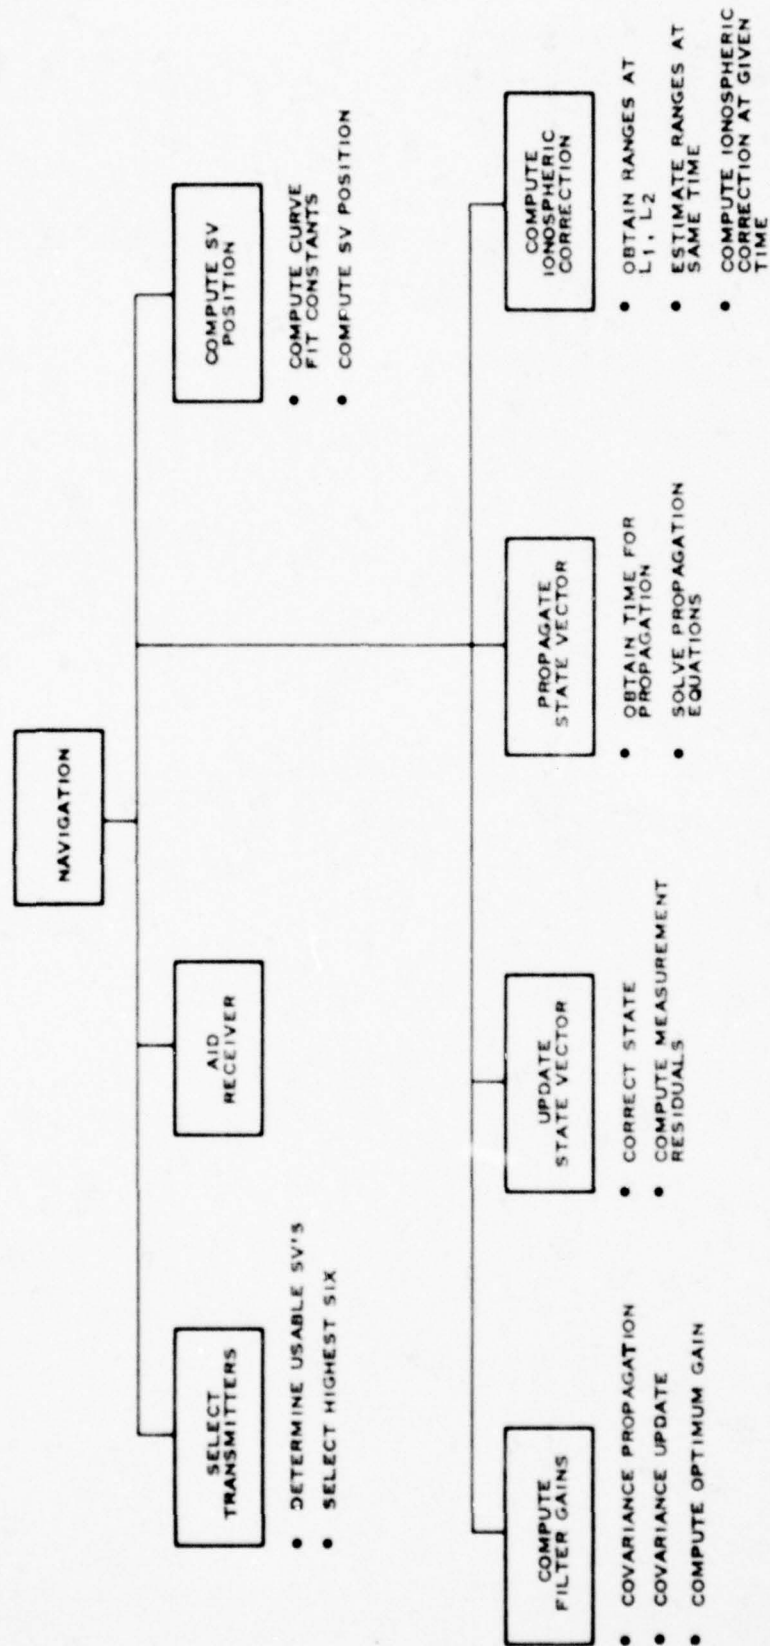 NAVIGATION
SELECT
TRANSMITTERS
• DETERMINE USABLE SV'S
• SELECT HIGHEST SIX
AID
RECEIVER
COMPUTE SV
POSITION
• COMPUTE CURVE
FIT CONSTANTS
• COMPUTE SV POSITION
COMPUTE
FILTER GAINS
• COVARIANCE PROPAGATION
• COVARIANCE UPDATE
• COMPUTE OPTIMUM GAIN
UPDATE
STATE VECTOR
• CORRECT STATE
• COMPUTE MEASUREMENT
RESIDUALS
PROPAGATE
STATE VECTOR
• OBTAIN TIME FOR
PROPAGATION
• SOLVE PROPAGATION
EQUATIONS
COMPUTE
IONOSPHERIC
CORRECTION
• OBTAIN RANGES AT
L1, L2
• ESTIMATE RANGES AT
SAME TIME
• COMPUTE IONOSPHERIC
CORRECTION AT GIVEN
TIME